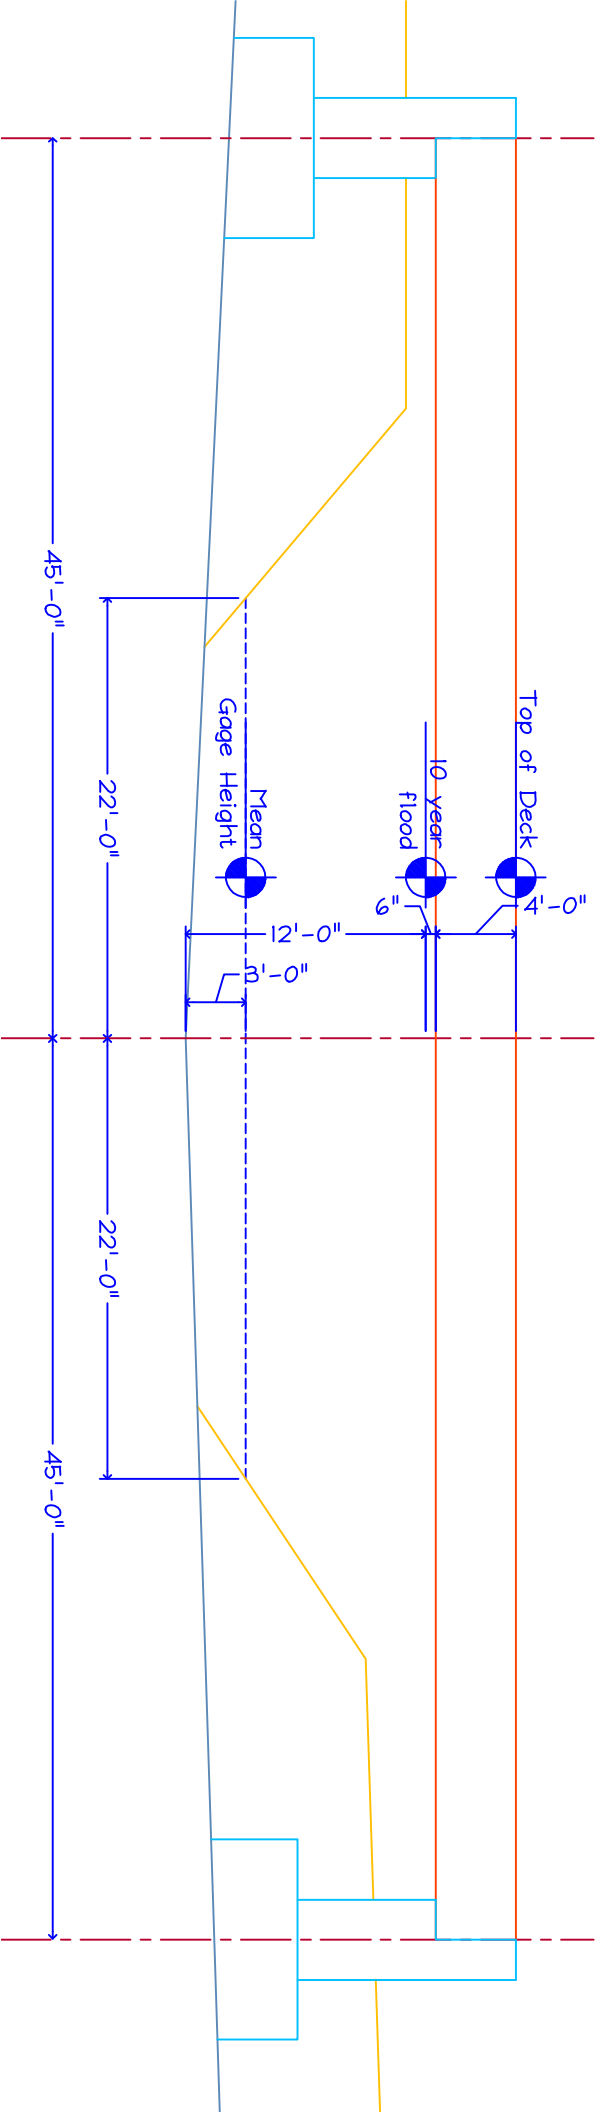 Top of Deck
4'-0"
10 year
flood
6"
12'-0"
Mean
Gage Height
3'-0"
22'-0"
22'-0"
45'-0"
45'-0"